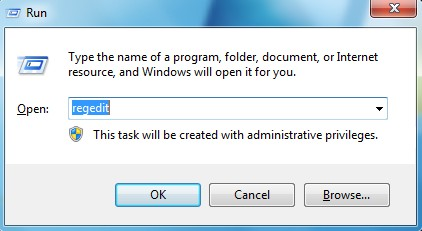 Run
Type the name of a program, folder, document, or Internet
resource, and Windows will open it for you.
Open: regedit
This task will be created with administrative privileges.
OK Cancel Browse...